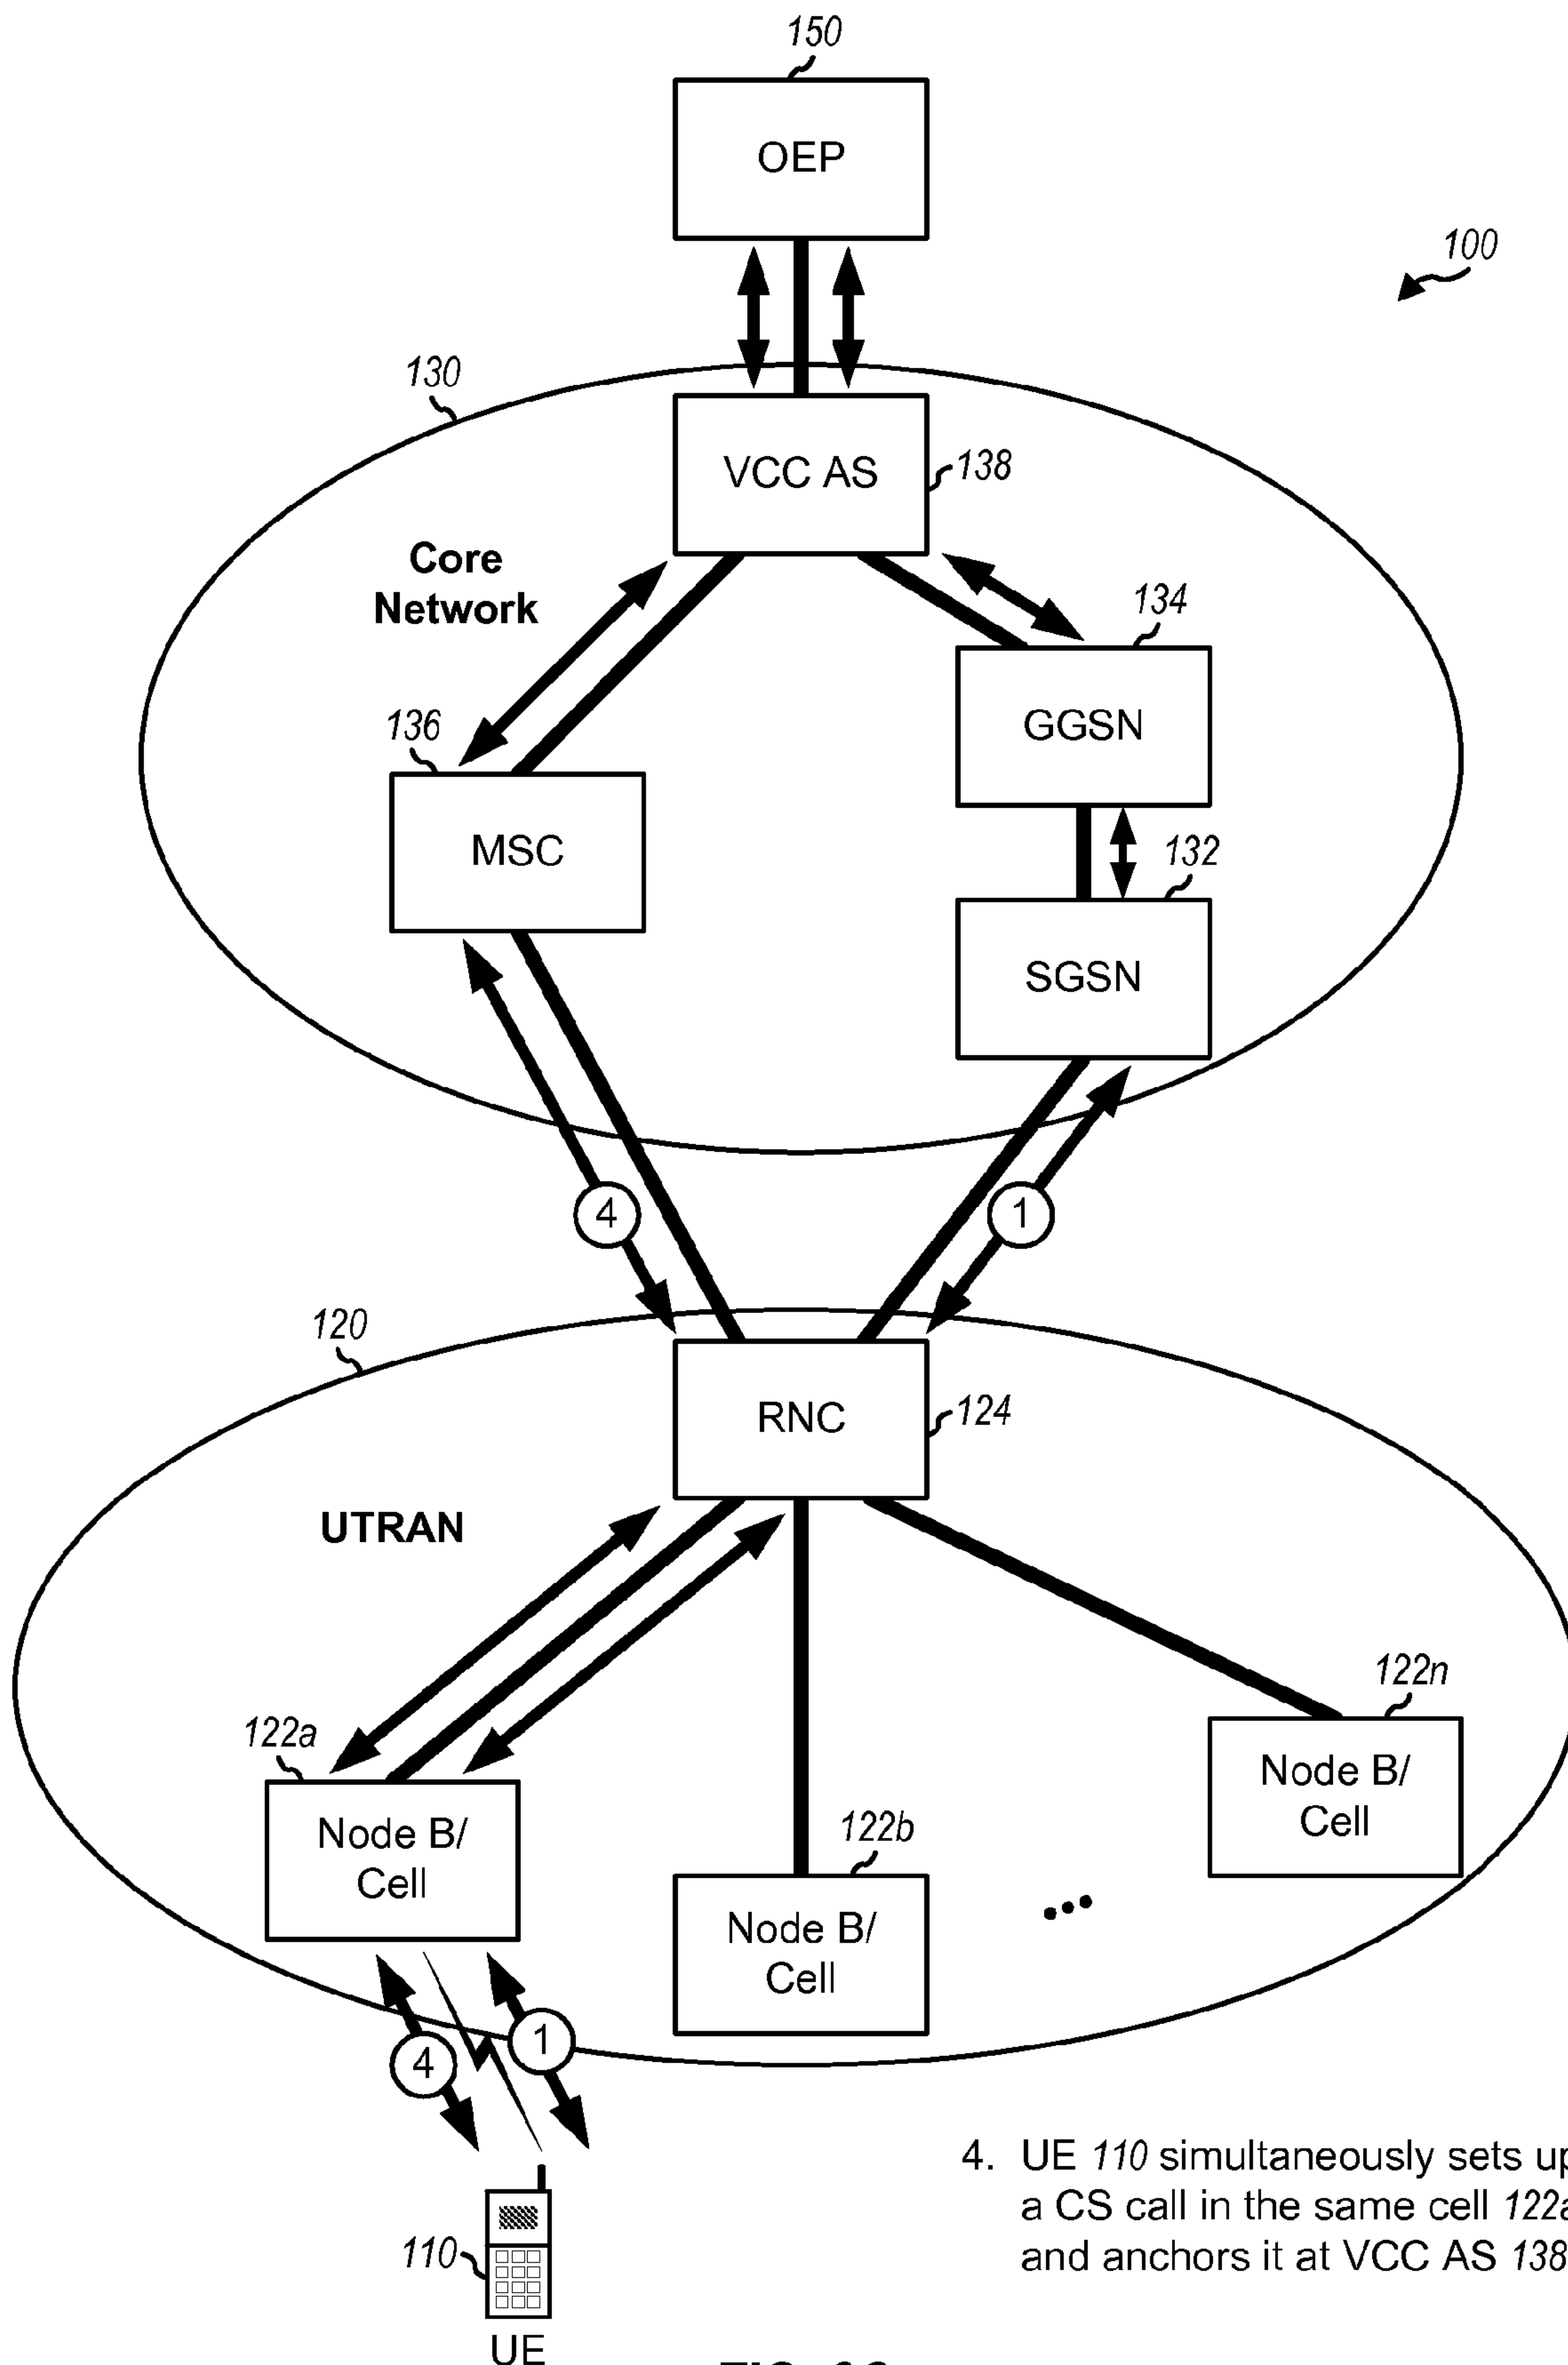 150
OEP
100
130
VCC AS
138
Core
Network
134
GGSN
136
MSC
132
SGSN
4
1
120
RNC
124
UTRAN
122n
Node B/
Cell
122a
Node B/
Cell
122b
Node B/
Cell
4
1
4. UE 110 simultaneously sets up
a CS call in the same cell 122a
and anchors it at VCC AS 138
110
UE